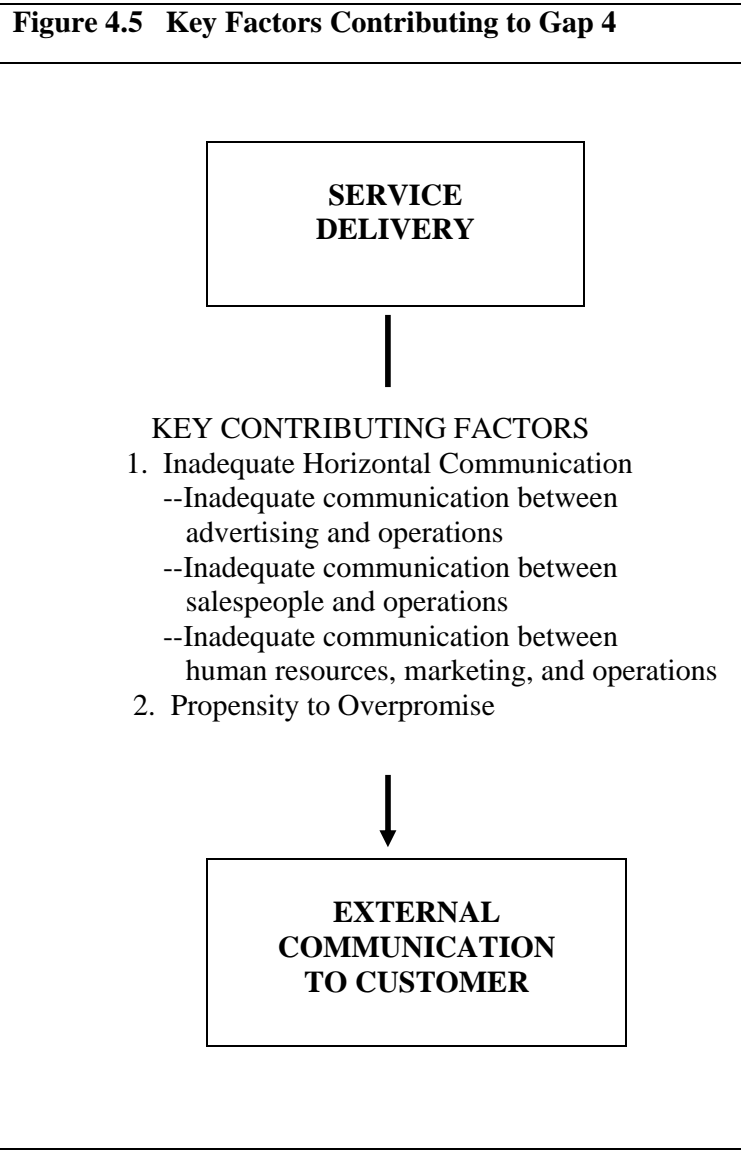 Figure 4.5   Key Factors Contributing to Gap 4
SERVICE
DELIVERY
KEY CONTRIBUTING FACTORS
1.  Inadequate Horizontal Communication
--Inadequate communication between
advertising and operations
--Inadequate communication between
salespeople and operations
--Inadequate communication between
human resources, marketing, and operations
2.  Propensity to Overpromise
EXTERNAL
COMMUNICATION
TO CUSTOMER